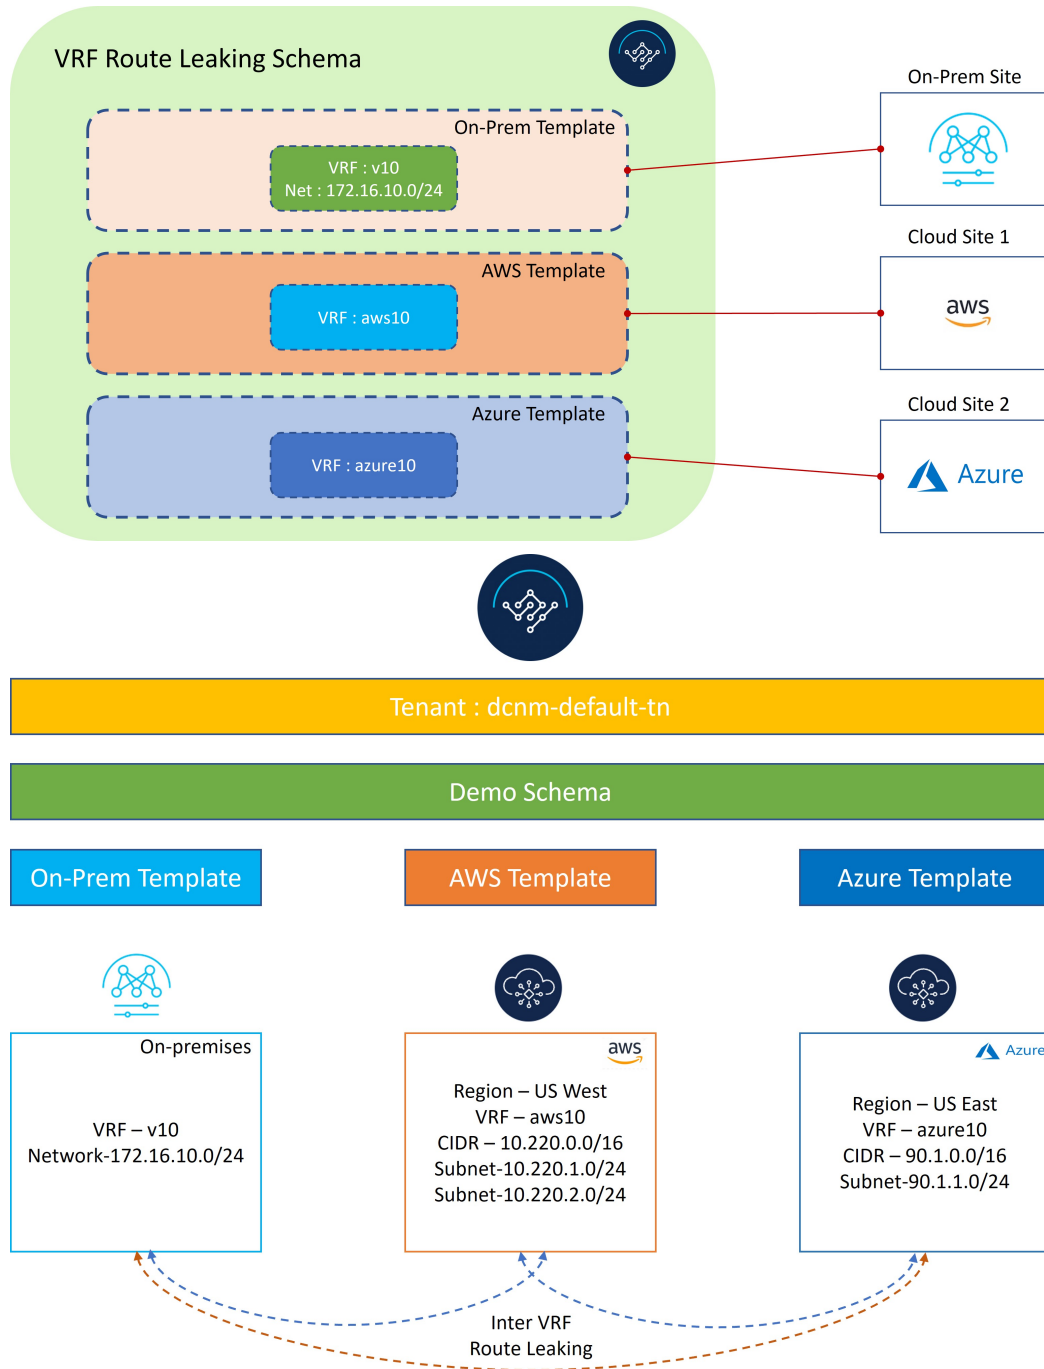 VRF Route Leaking Schema
On-Prem Template
VRF : v10
Net : 172.16.10.0/24
AWS Template
VRF : aws10
Azure Template
VRF : azure10
On-Prem Site
Cloud Site 1
aws
Cloud Site 2
Azure
Tenant : dcnm-default-tn
Demo Schema
On-Prem Template
AWS Template
Azure Template
On-premises
VRF – v10
Network-172.16.10.0/24
aws
Region – US West
VRF – aws10
CIDR – 10.220.0.0/16
Subnet-10.220.1.0/24
Subnet-10.220.2.0/24
Azure
Region – US East
VRF – azure10
CIDR – 90.1.0.0/16
Subnet-90.1.1.0/24
Inter VRF
Route Leaking